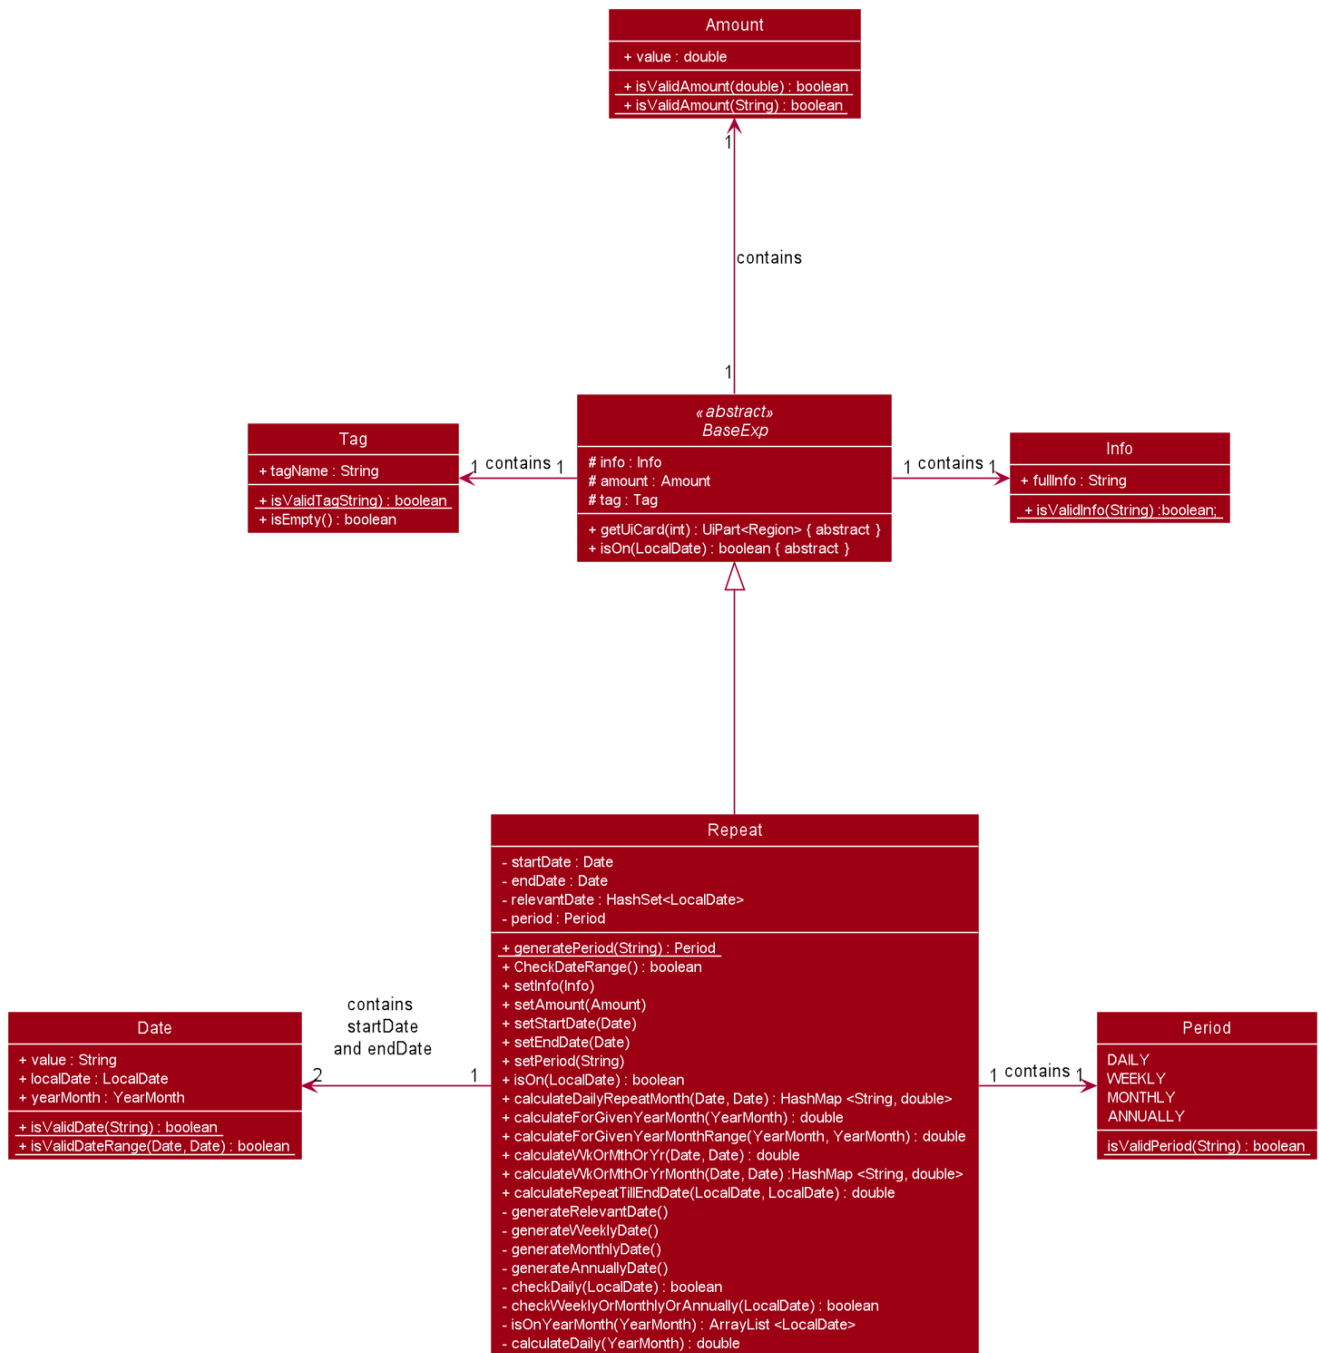 Amount
+ value : double
+ isValidAmount(double) : boolean
+ isValidAmount(String) : boolean
1
contains
1
«abstract»
BaseExp
# info : Info
# amount : Amount
# tag : Tag
+ getUiCard(int) : UiPart<Region> { abstract }
+ isOn(LocalDate) : boolean { abstract }
Tag
+ tagName : String
+ isValidTagString) : boolean
+ isEmpty() : boolean
1 contains 1
1 contains 1
Info
+ fullInfo : String
+ isValidInfo(String) :boolean;
Repeat
- startDate : Date
- endDate : Date
- relevantDate : HashSet<LocalDate>
- period : Period
+ generatePeriod(String) : Period
+ CheckDateRange() : boolean
+ setInfo(Info)
+ setAmount(Amount)
+ setStartDate(Date)
+ setEndDate(Date)
+ setPeriod(String)
+ isOn(LocalDate) : boolean
+ calculateDailyRepeatMonth(Date, Date) : HashMap <String, double>
+ calculateForGivenYearMonth(YearMonth) : double
+ calculateForGivenYearMonthRange(YearMonth, YearMonth) : double
+ calculateWkOrMthOrYr(Date, Date) : double
+ calculateWkOrMthOrYrMonth(Date, Date) :HashMap <String, double>
+ calculateRepeatTillEndDate(LocalDate, LocalDate) : double
- generateRelevantDate()
- generateWeeklyDate()
- generateMonthlyDate()
- generateAnnuallyDate()
- checkDaily(LocalDate) : boolean
- checkWeeklyOrMonthlyOrAnnually(LocalDate) : boolean
- isOnYearMonth(YearMonth) : ArrayList <LocalDate>
- calculateDaily(YearMonth) : double
contains
startDate
and endDate
2
1
Date
+ value : String
+ localDate : LocalDate
+ yearMonth : YearMonth
+ isValidDate(String) : boolean
+ isValidDateRange(Date, Date) : boolean
1 contains 1
Period
DAILY
WEEKLY
MONTHLY
ANNUALLY
isValidPeriod(String) : boolean